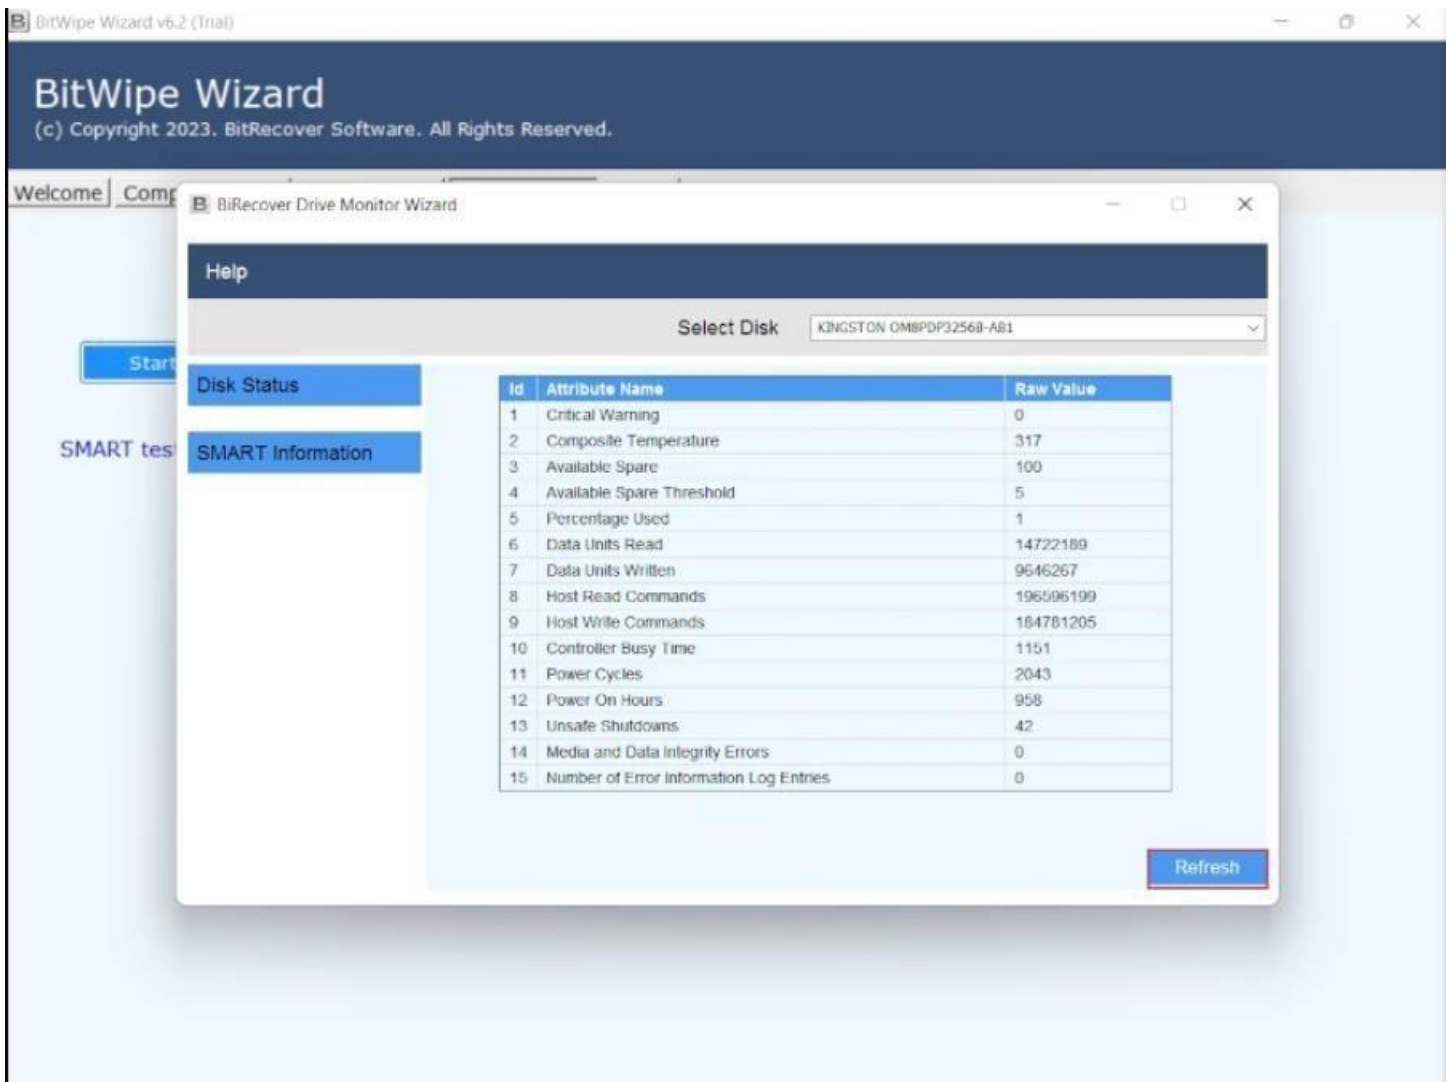 BitWipe Wizard v6.2 (Trial)
BitWipe Wizard
(c) Copyright 2023. BitRecover Software. All Rights Reserved.
Welcome Comp
BiRecover Drive Monitor Wizard
Help
Select Disk KINGSTON OM8PDP3256B-AB1
Start
Disk Status
SMART tes
SMART Information
Id Attribute Name Raw Value
1 Critical Warning 0
2 Composite Temperature 317
3 Available Spare 100
4 Available Spare Threshold 5
5 Percentage Used 1
6 Data Units Read 14722189
7 Data Units Written 9646267
8 Host Read Commands 196596199
9 Host Write Commands 184781205
10 Controller Busy Time 1151
11 Power Cycles 2043
12 Power On Hours 958
13 Unsafe Shutdowns 42
14 Media and Data Integrity Errors 0
15 Number of Error Information Log Entries 0
Refresh